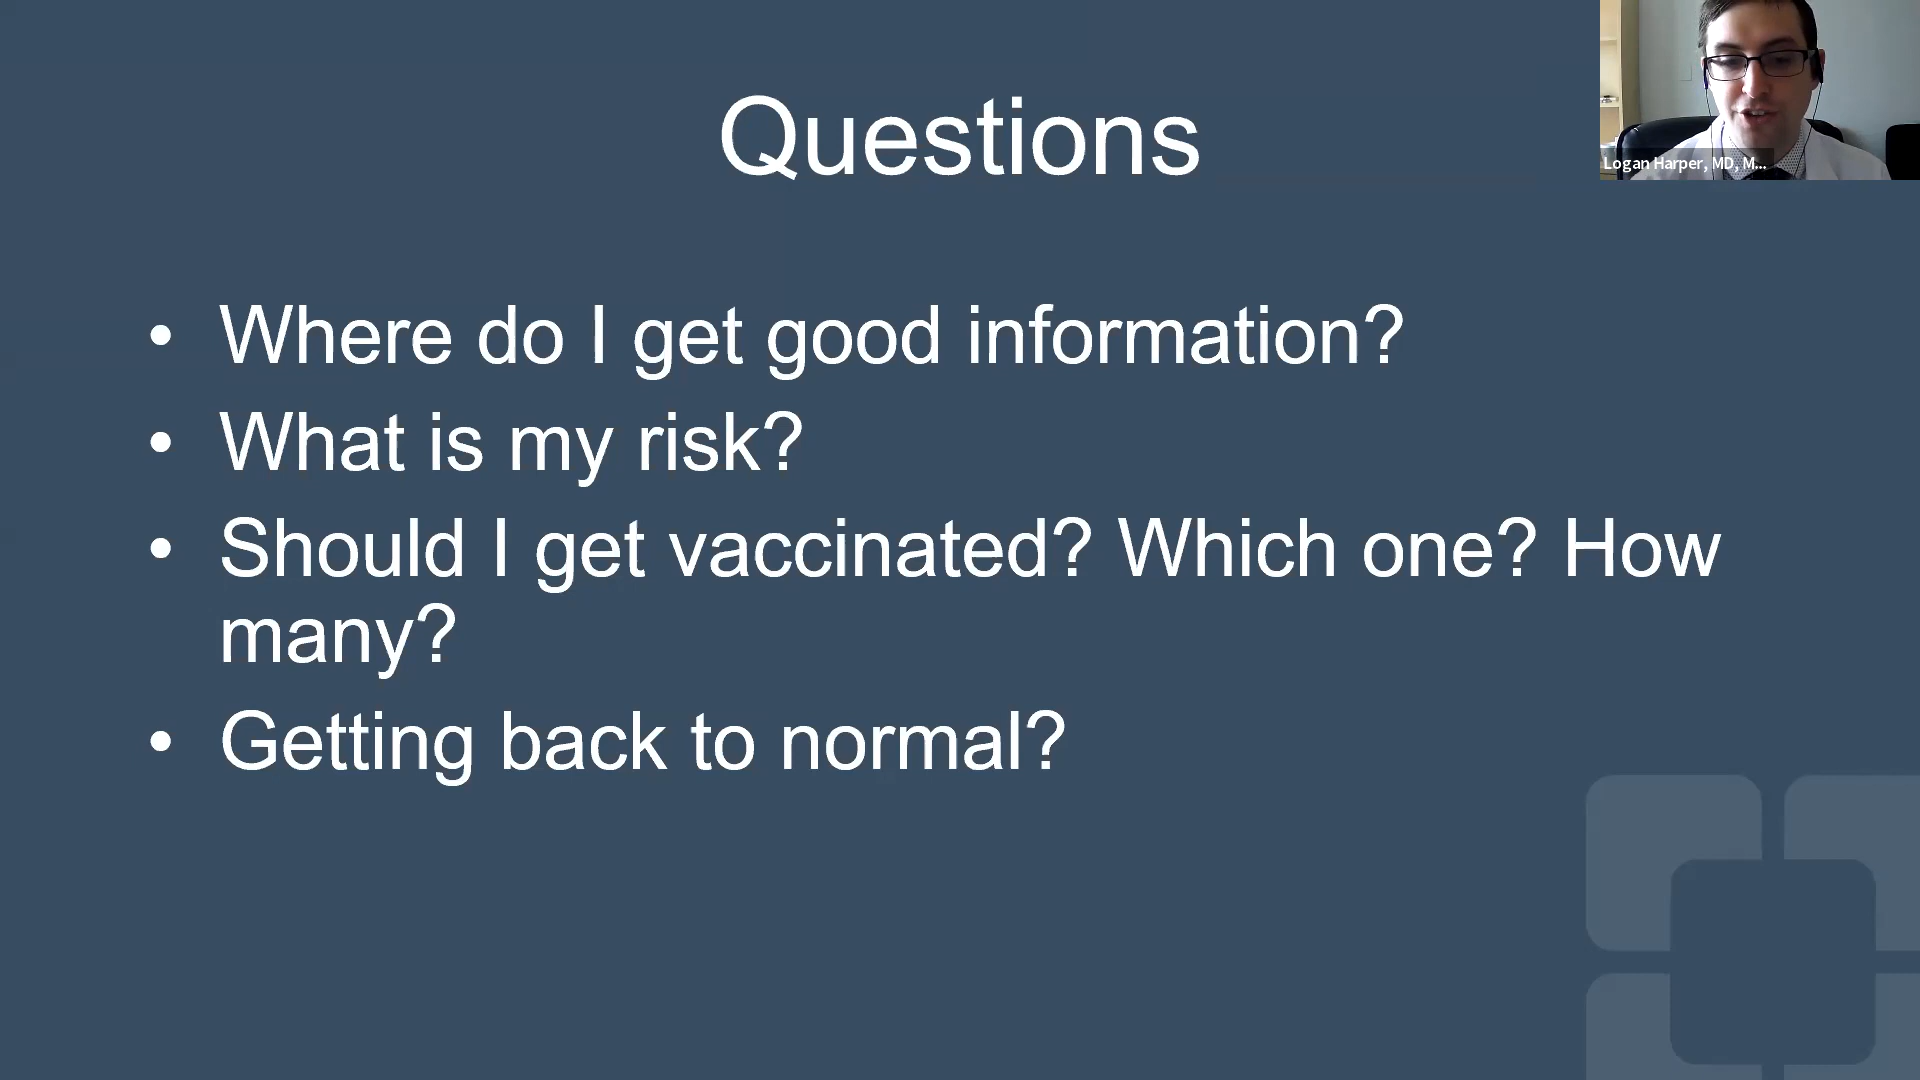 Questions
Logan Harper, MD, M...
• Where do I get good information?
• What is my risk?
• Should I get vaccinated? Which one? How
many?
• Getting back to normal?